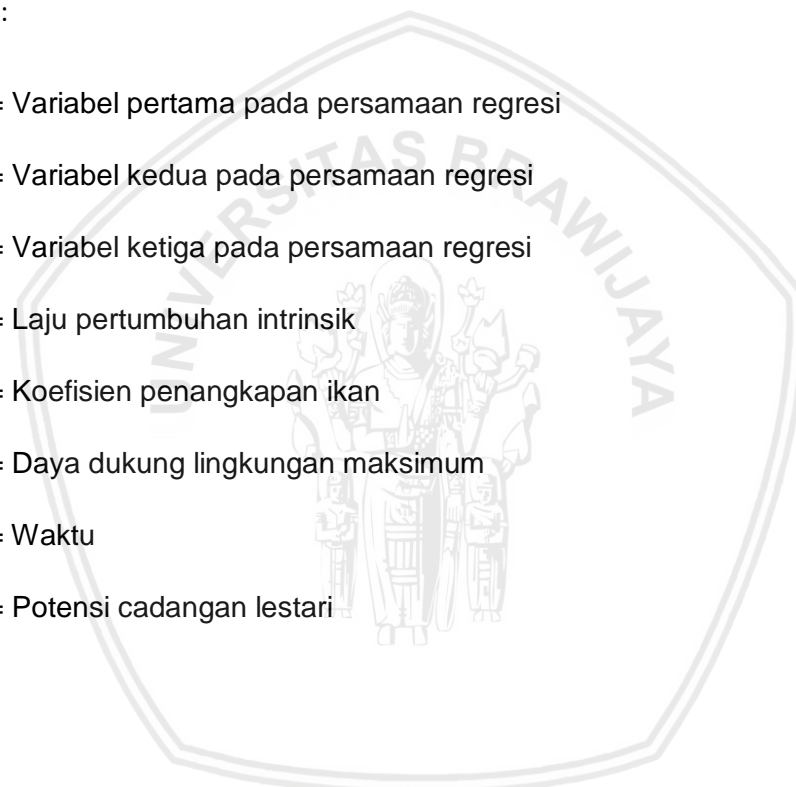 :
= Variabel pertama pada persamaan regresi
= Variabel kedua pada persamaan regresi
= Variabel ketiga pada persamaan regresi
= Laju pertumbuhan intrinsik
= Koefisien penangkapan ikan
= Daya dukung lingkungan maksimum
= Waktu
= Potensi cadangan lestari
UNIVERSITAS BRAWIJAYA